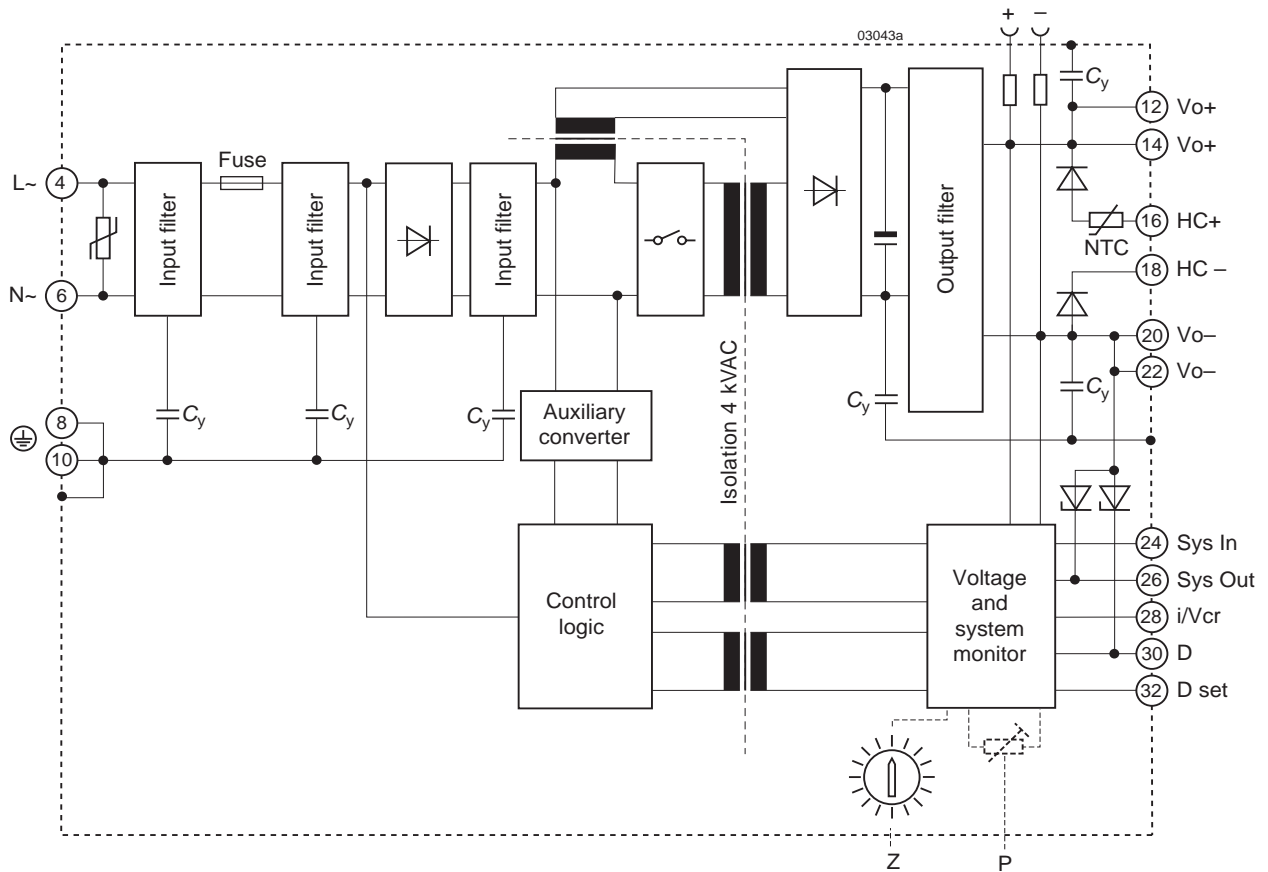 + –
03043a
Cy
12 Vo+
14 Vo+
Fuse
L~ 4
Input filter
Input filter
Input filter
Output filter
16 HC+
NTC
18 HC –
N~ 6
20 Vo–
22 Vo–
Isolation 4 kVAC
Cy
Cy
Cy
Cy
Cy
8
10
Auxiliary
converter
24 Sys In
26 Sys Out
28 i/Vcr
30 D
32 D set
Control
logic
Voltage
and
system
monitor
Z
P